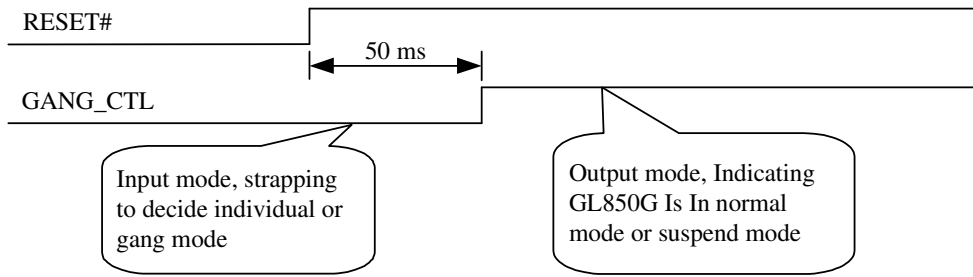 RESET#
50 ms
GANG_CTL
Input mode, strapping
to decide individual or
gang mode
Output mode, Indicating
GL850G Is In normal
mode or suspend mode